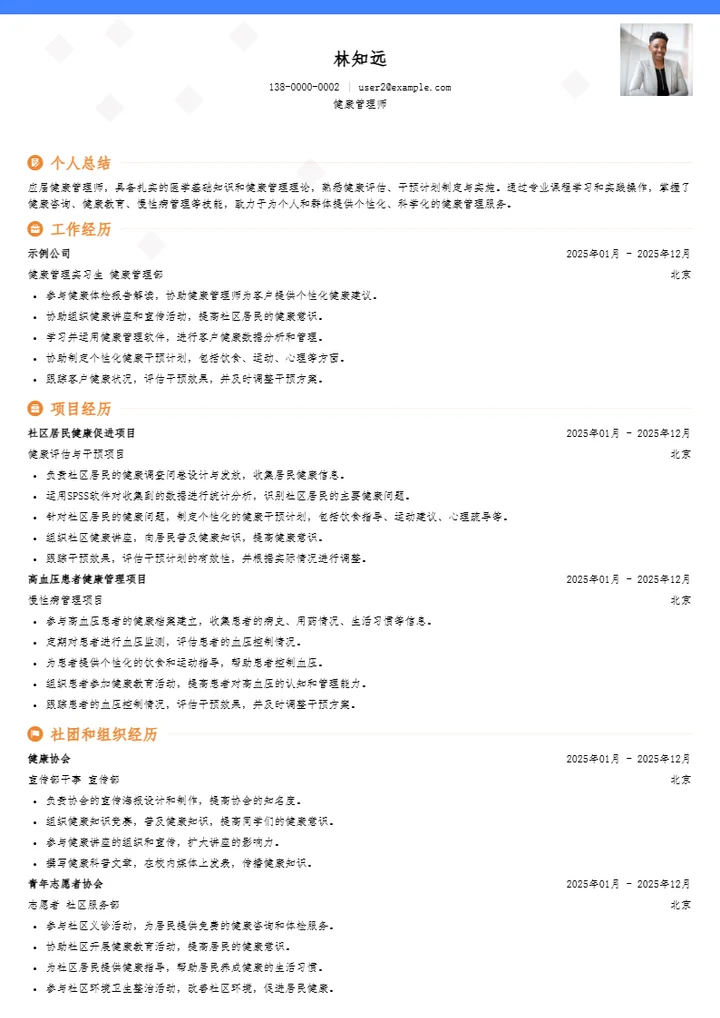 林知远
138-0000-0002 | user2@example.com
健康管理师
个人总结
应届健康管理师，具备扎实的医学基础知识和健康管理理论，熟悉健康评估、干预计划制定与实施。通过专业课程学习和实践操作，掌握了
健康咨询、健康教育、慢性病管理等技能，致力于为个人和群体提供个性化、科学化的健康管理服务。
工作经历
示例公司 2025年01月 - 2025年12月
健康管理实习生 健康管理部 北京
• 参与健康体检报告解读，协助健康管理师为客户提供个性化健康建议。
• 协助组织健康讲座和宣传活动，提高社区居民的健康意识。
• 学习并运用健康管理软件，进行客户健康数据分析和管理。
• 协助制定个性化健康干预计划，包括饮食、运动、心理等方面。
• 跟踪客户健康状况，评估干预效果，并及时调整干预方案。
项目经历
社区居民健康促进项目 2025年01月 - 2025年12月
健康评估与干预项目 北京
• 负责社区居民的健康调查问卷设计与发放，收集居民健康信息。
• 运用SPSS软件对收集到的数据进行统计分析，识别社区居民的主要健康问题。
• 针对社区居民的健康问题，制定个性化的健康干预计划，包括饮食指导、运动建议、心理疏导等。
• 组织社区健康讲座，向居民普及健康知识，提高健康意识。
• 跟踪干预效果，评估干预计划的有效性，并根据实际情况进行调整。
高血压患者健康管理项目 2025年01月 - 2025年12月
慢性病管理项目 北京
• 参与高血压患者的健康档案建立，收集患者的病史、用药情况、生活习惯等信息。
• 定期对患者进行血压监测，评估患者的血压控制情况。
• 为患者提供个性化的饮食和运动指导，帮助患者控制血压。
• 组织患者参加健康教育活动，提高患者对高血压的认知和管理能力。
• 跟踪患者的血压控制情况，评估干预效果，并及时调整干预方案。
社团和组织经历
健康协会 2025年01月 - 2025年12月
宣传部干事 宣传部 北京
• 负责协会的宣传海报设计和制作，提高协会的知名度。
• 组织健康知识竞赛，普及健康知识，提高同学们的健康意识。
• 参与健康讲座的组织和宣传，扩大讲座的影响力。
• 撰写健康科普文章，在校内媒体上发表，传播健康知识。
青年志愿者协会 2025年01月 - 2025年12月
志愿者 社区服务部 北京
• 参与社区义诊活动，为居民提供免费的健康咨询和体检服务。
• 协助社区开展健康教育活动，提高居民的健康意识。
• 为社区居民提供健康指导，帮助居民养成健康的生活习惯。
• 参与社区环境卫生整治活动，改善社区环境，促进居民健康。